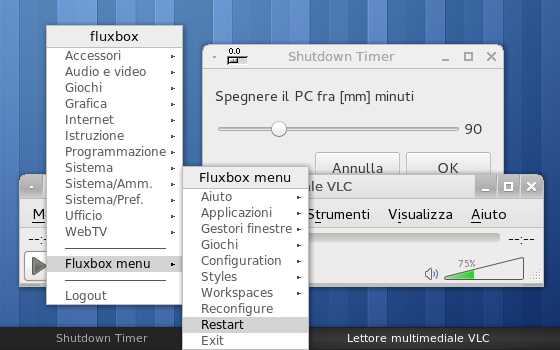 fluxbox
Accessori
Audio e video
Giochi
Grafica
Internet
Istruzione
Programmazione
Sistema
Sistema/Amm.
Sistema/Pref.
Ufficio
WebTV
Fluxbox menu
Logout
Fluxbox menu
Aiuto
Applicazioni
Gestori finestre
Giochi
Configuration
Styles
Workspaces
Reconfigure
Restart
Exit
0.0
Shutdown Timer
Spegnere il PC fra [mm] minuti
90
Annulla OK
ale VLC
M Strumenti Visualizza Aiuto
--:-- --:--
75%
Shutdown Timer Lettore multimediale VLC